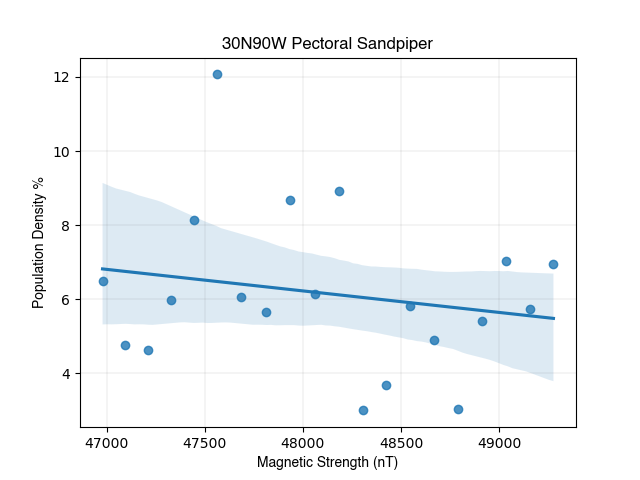 30N90W Pectoral Sandpiper
12
10
8
6
4
Population Density %
47000 47500 48000 48500 49000
Magnetic Strength (nT)